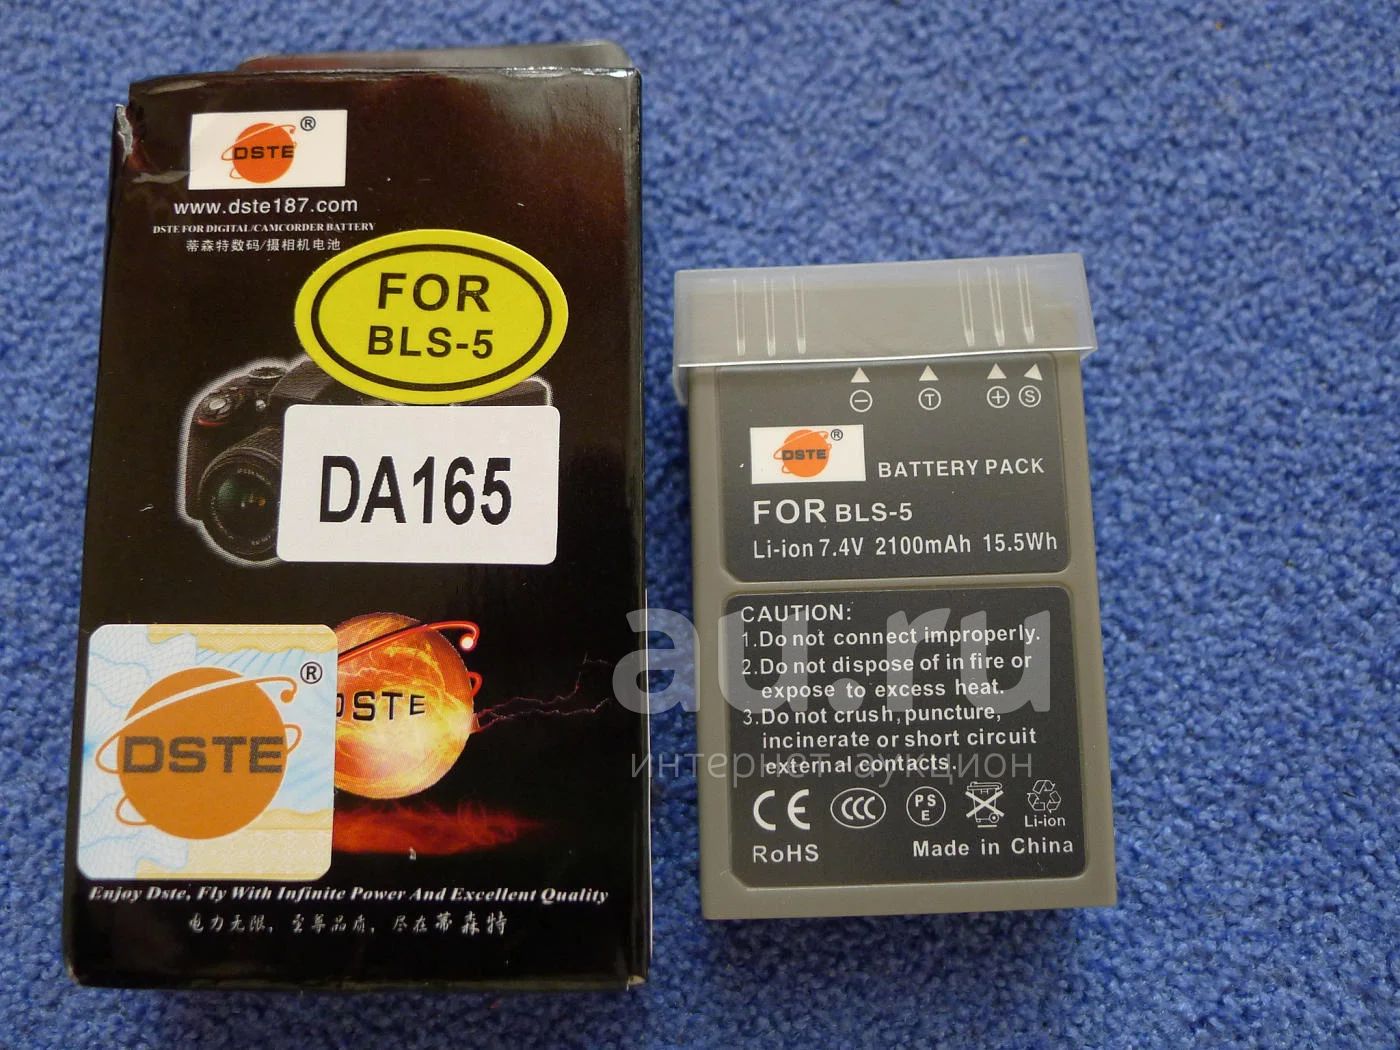 DSTE ®
www.dste187.com
DSTE FOR DIGITAL/CAMCORDER BATTERY
蒂森特数码/摄相机电池
FOR
BLS-5
DA165
DSTE ®
DSTE
Enjoy Dste, Fly With Infinite Power And Excellent Quality
电力无限，至尊品质，尽在蒂森特
− T + S
DSTE ®
BATTERY PACK
FOR BLS-5
Li-ion 7.4V 2100mAh 15.5Wh
CAUTION:
1.Do not connect improperly.
2.Do not dispose of in fire or
expose to excess heat.
3.Do not crush, puncture,
incinerate or short circuit
external contacts.
CE CCC PSE
Li-ion
RoHS
Made in China
au.ru
интернет аукцион